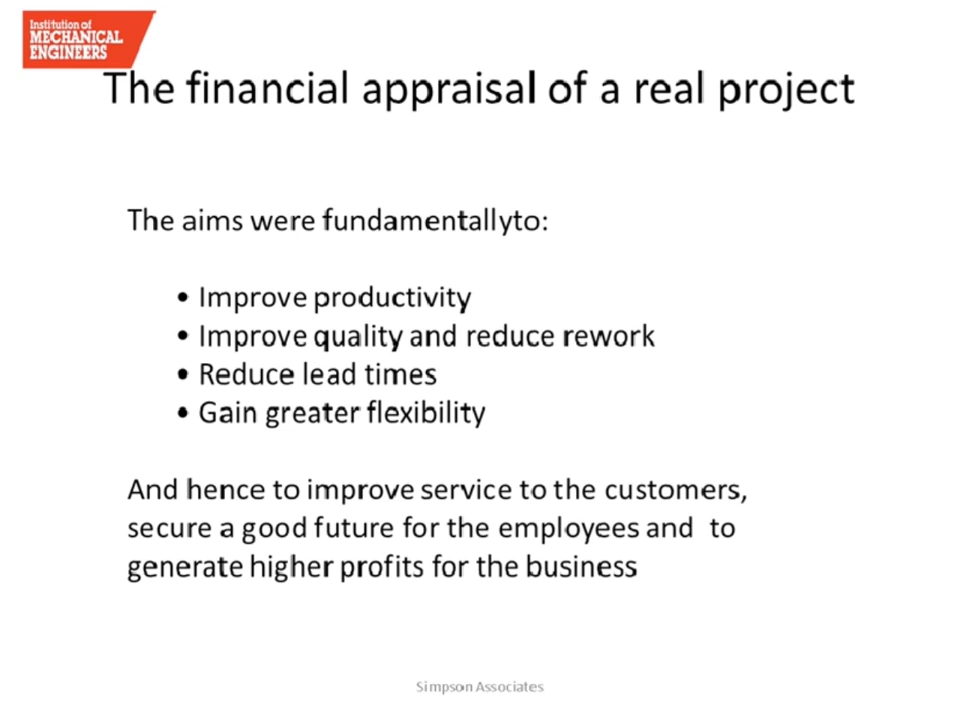 Institution of
MECHANICAL
ENGINEERS
The financial appraisal of a real project
The aims were fundamentallyto:
• Improve productivity
• Improve quality and reduce rework
• Reduce lead times
• Gain greater flexibility
And hence to improve service to the customers,
secure a good future for the employees and  to
generate higher profits for the business
Simpson Associates